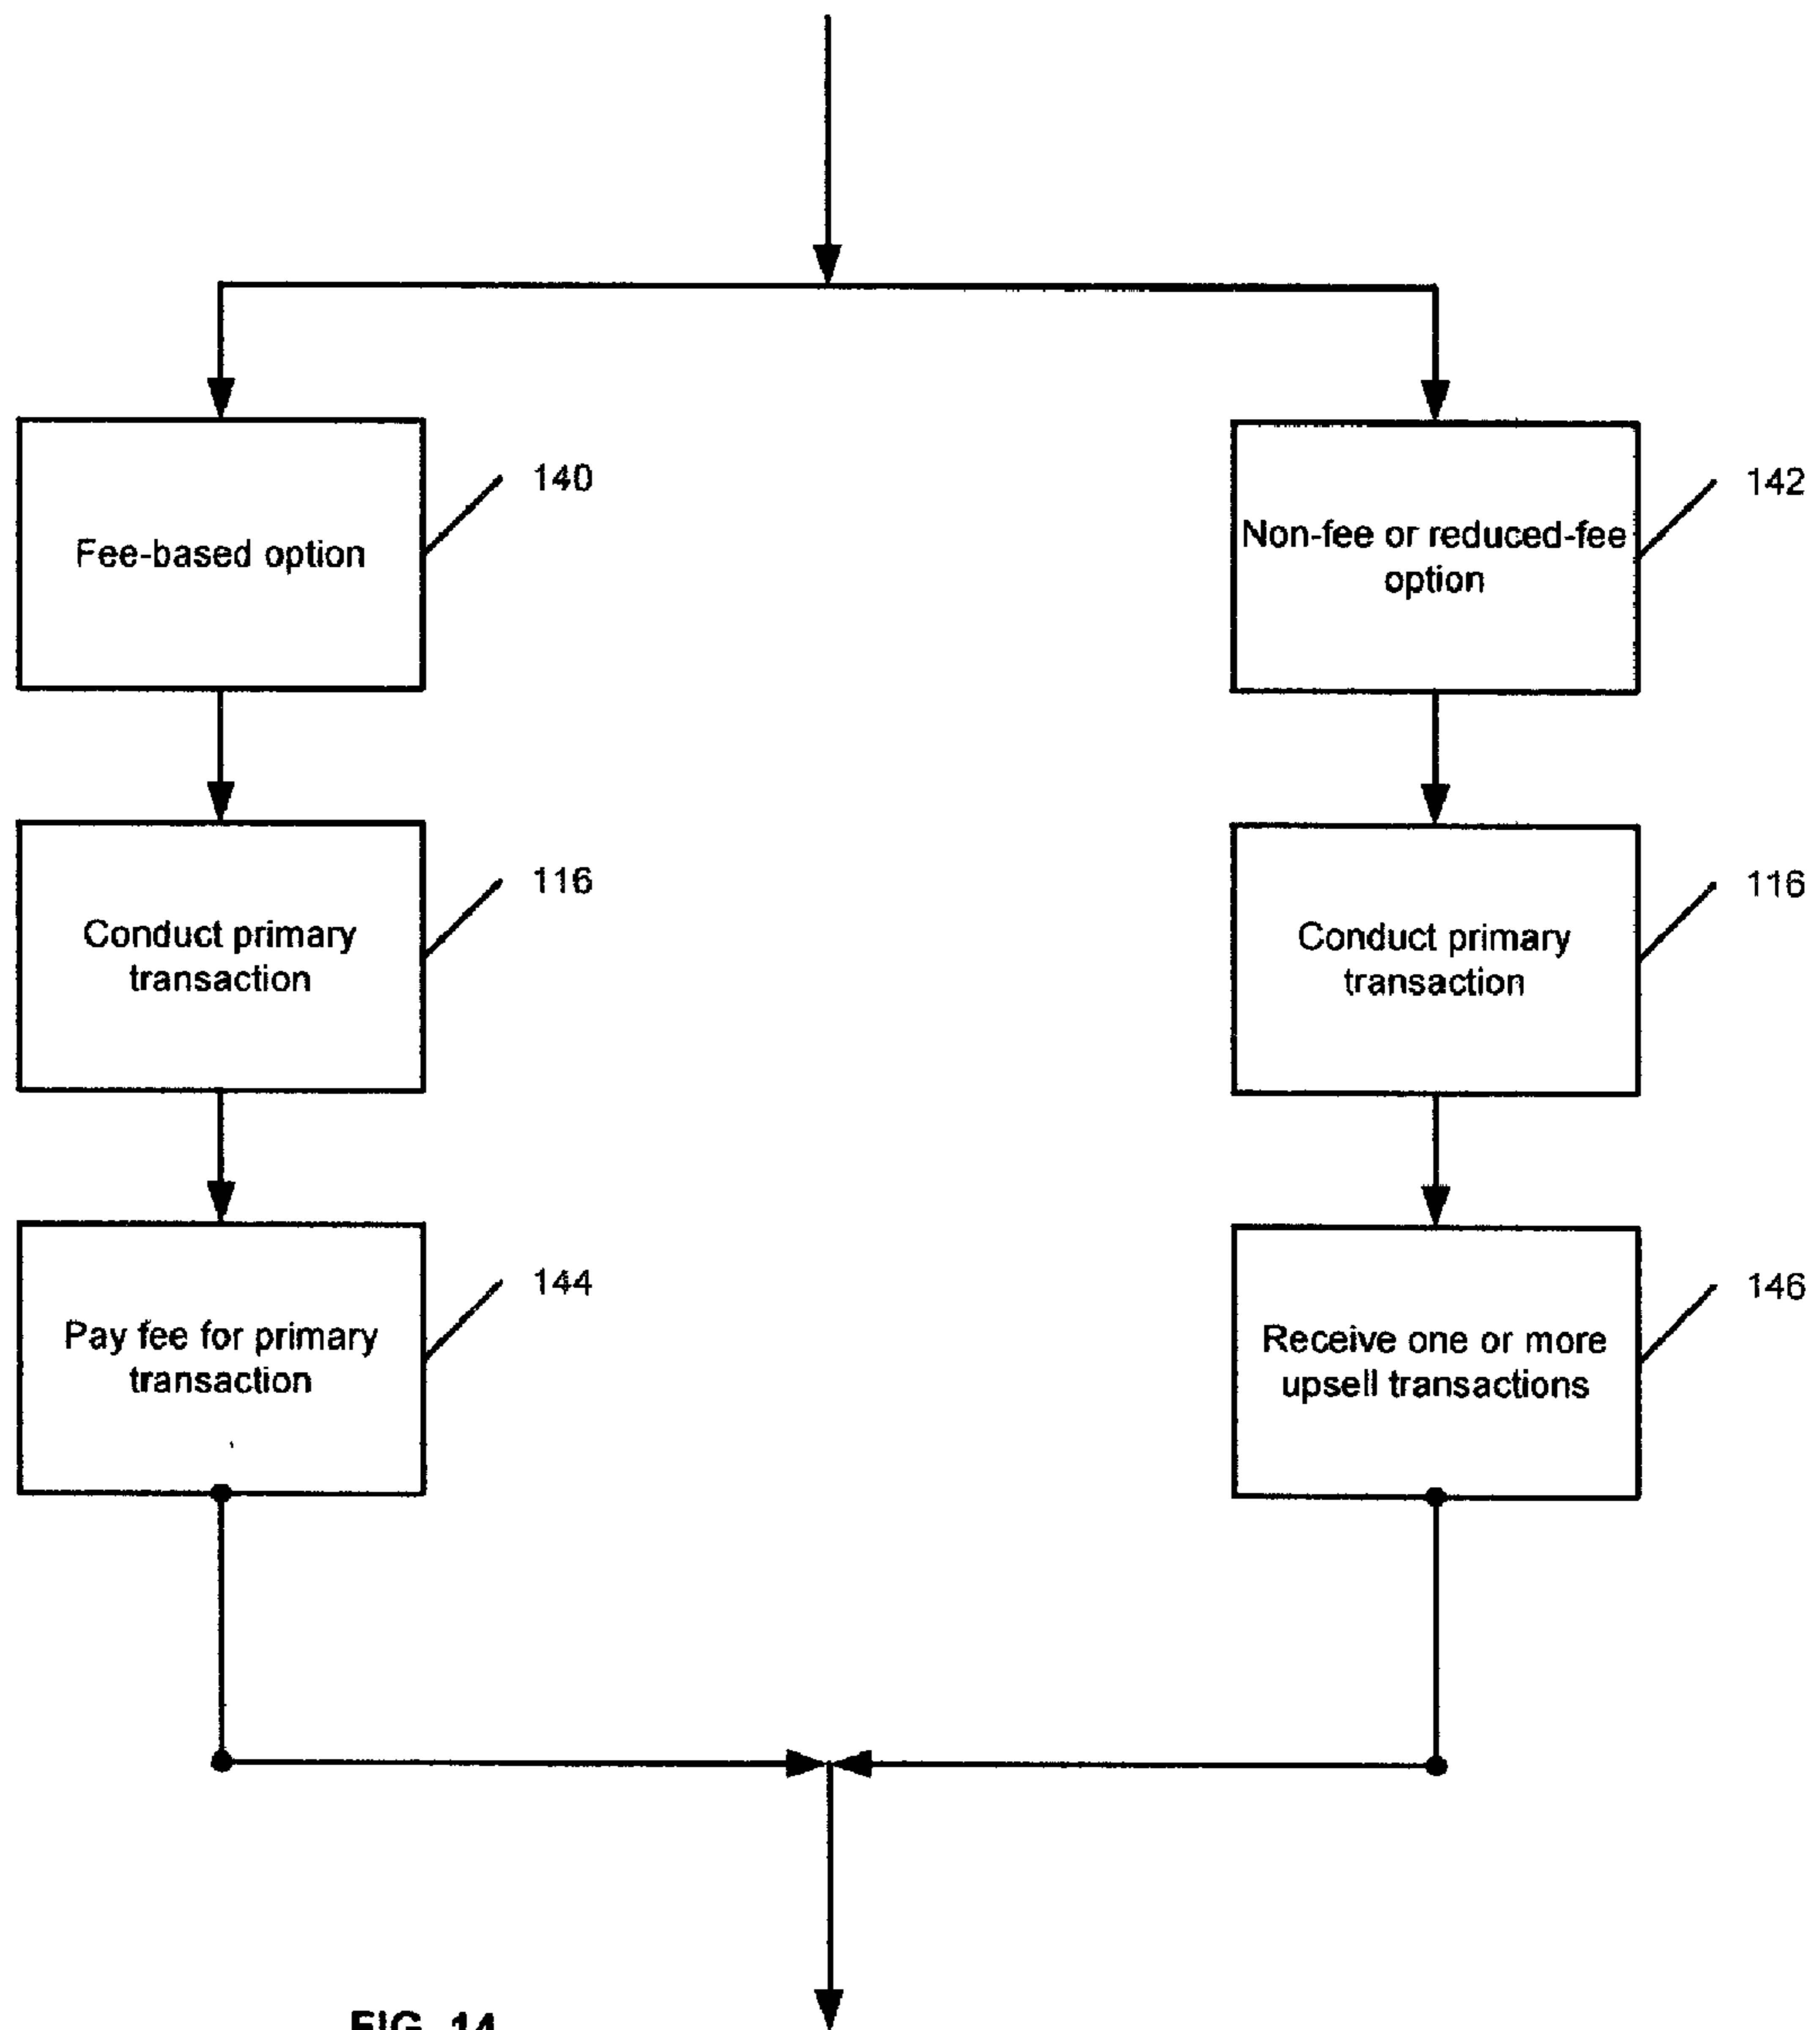 Fee-based option
140
Non-fee or reduced-fee
option
142
Conduct primary
transaction
116
Conduct primary
transaction
116
Pay fee for primary
transaction
144
Receive one or more
upsell transactions
146
FIG. 14